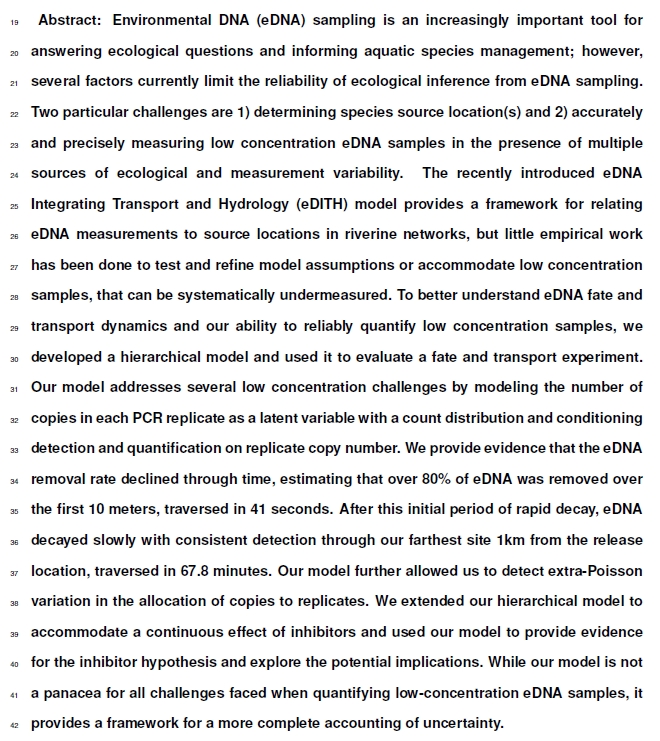 19 Abstract: Environmental DNA (eDNA) sampling is an increasingly important tool for
20 answering ecological questions and informing aquatic species management; however,
21 several factors currently limit the reliability of ecological inference from eDNA sampling.
22 Two particular challenges are 1) determining species source location(s) and 2) accurately
23 and precisely measuring low concentration eDNA samples in the presence of multiple
24 sources of ecological and measurement variability. The recently introduced eDNA
25 Integrating Transport and Hydrology (eDITH) model provides a framework for relating
26 eDNA measurements to source locations in riverine networks, but little empirical work
27 has been done to test and refine model assumptions or accommodate low concentration
28 samples, that can be systematically undermeasured. To better understand eDNA fate and
29 transport dynamics and our ability to reliably quantify low concentration samples, we
30 developed a hierarchical model and used it to evaluate a fate and transport experiment.
31 Our model addresses several low concentration challenges by modeling the number of
32 copies in each PCR replicate as a latent variable with a count distribution and conditioning
33 detection and quantification on replicate copy number. We provide evidence that the eDNA
34 removal rate declined through time, estimating that over 80% of eDNA was removed over
35 the first 10 meters, traversed in 41 seconds. After this initial period of rapid decay, eDNA
36 decayed slowly with consistent detection through our farthest site 1km from the release
37 location, traversed in 67.8 minutes. Our model further allowed us to detect extra-Poisson
38 variation in the allocation of copies to replicates. We extended our hierarchical model to
39 accommodate a continuous effect of inhibitors and used our model to provide evidence
40 for the inhibitor hypothesis and explore the potential implications. While our model is not
41 a panacea for all challenges faced when quantifying low-concentration eDNA samples, it
42 provides a framework for a more complete accounting of uncertainty.